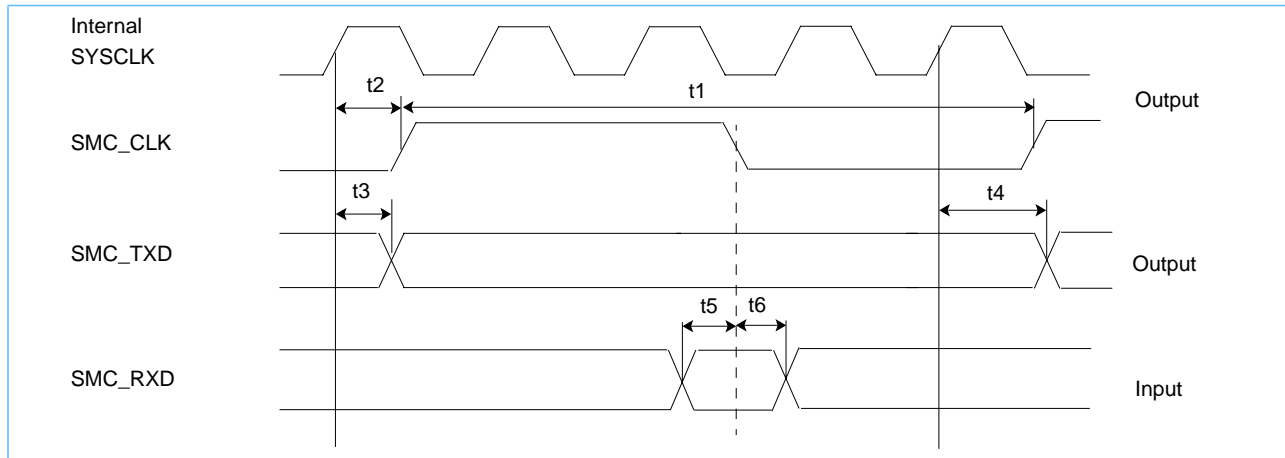 Internal
SYSCLK
t2
t1
Output
SMC_CLK
t3
t4
SMC_TXD
Output
t5
t6
SMC_RXD
Input